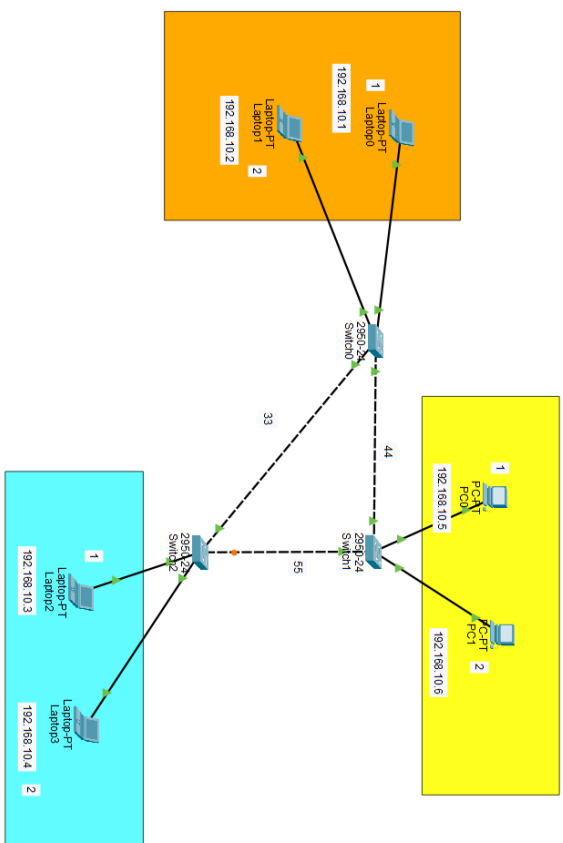 1
Laptop-PT
Laptop0
192.168.10.1
Laptop-PT
Laptop1
192.168.10.2
2
2950-24
Switch0
33
44
1
PC-PT
PC0
192.168.10.5
2950-24
Switch1
PC-PT
PC1
2
192.168.10.6
55
2950-24
Switch2
1
Laptop-PT
Laptop2
192.168.10.3
Laptop-PT
Laptop3
192.168.10.4
2